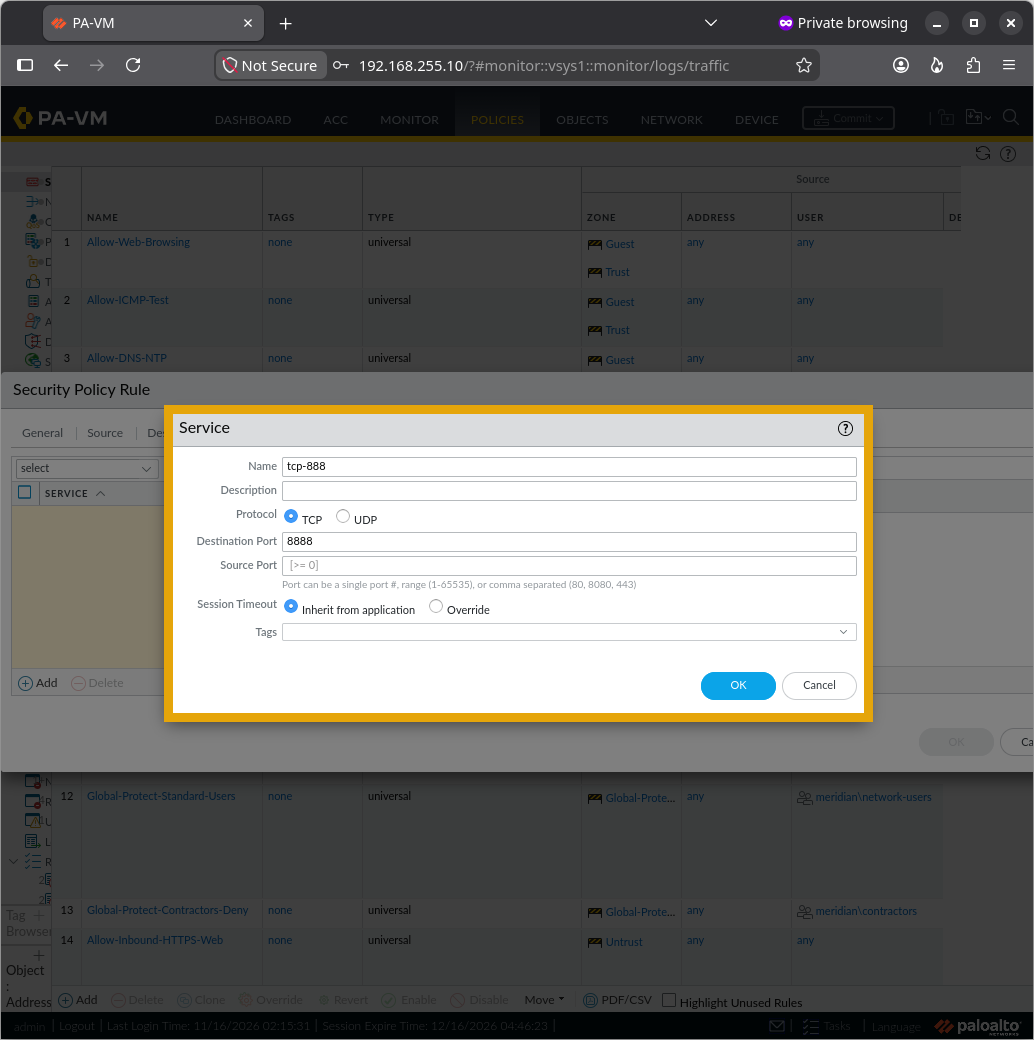 PA-VM
Private browsing
Not Secure
192.168.255.10/?#monitor::vsys1::monitor/logs/traffic
PA-VM
DASHBOARD ACC MONITOR POLICIES OBJECTS NETWORK DEVICE Commit
Source
NAME TAGS TYPE ZONE ADDRESS USER DE
1 Allow-Web-Browsing none universal Guest any any
Trust
2 Allow-ICMP-Test none universal Guest any any
Trust
3 Allow-DNS-NTP none universal Guest any any
Security Policy Rule
General Source Des
select
SERVICE
Add Delete
Service
Name tcp-888
Description
Protocol TCP UDP
Destination Port 8888
Source Port [>= 0]
Port can be a single port #, range (1-65535), or comma separated (80, 8080, 443)
Session Timeout Inherit from application Override
Tags
OK Cancel
OK Ca
12 Global-Protect-Standard-Users none universal Global-Prote... any meridian\network-users
13 Global-Protect-Contractors-Deny none universal Global-Prote... any meridian\contractors
14 Allow-Inbound-HTTPS-Web none universal Untrust any any
Tag
Browser
Object
:
Address
Add Delete Clone Override Revert Enable Disable Move PDF/CSV Highlight Unused Rules
admin | Logout | Last Login Time: 11/16/2026 02:15:31 | Session Expire Time: 12/16/2026 04:46:23 |
Tasks | Language
paloalto
NETWORKS